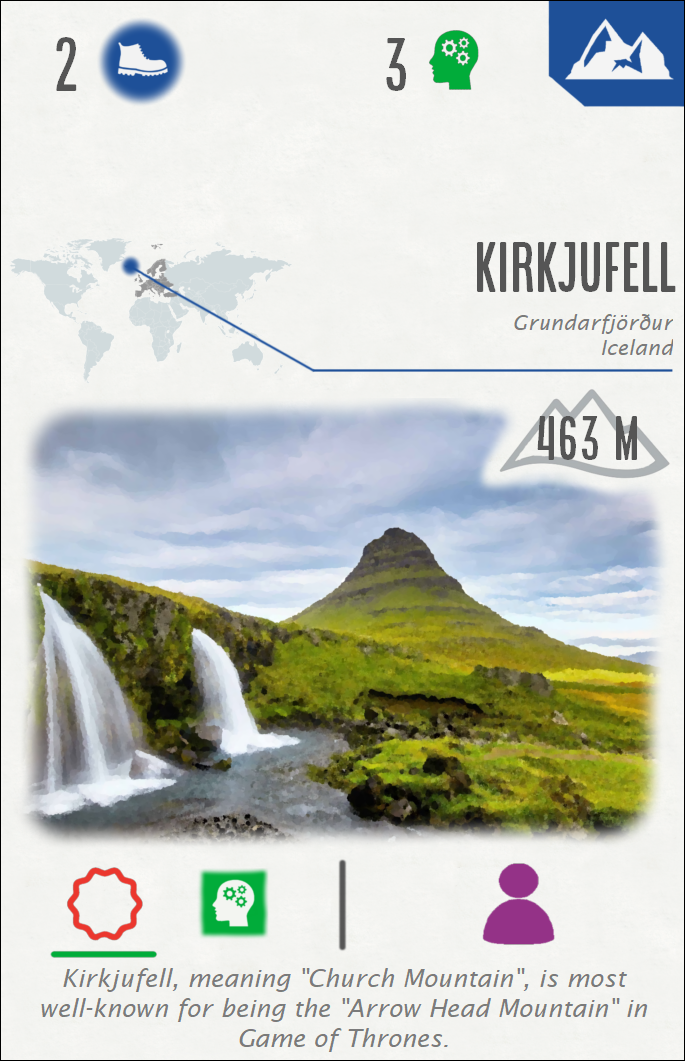 2
3
KIRKJUFELL
Grundarfjörður
Iceland
463 M
Kirkjufell, meaning "Church Mountain", is most
well-known for being the "Arrow Head Mountain" in
Game of Thrones.